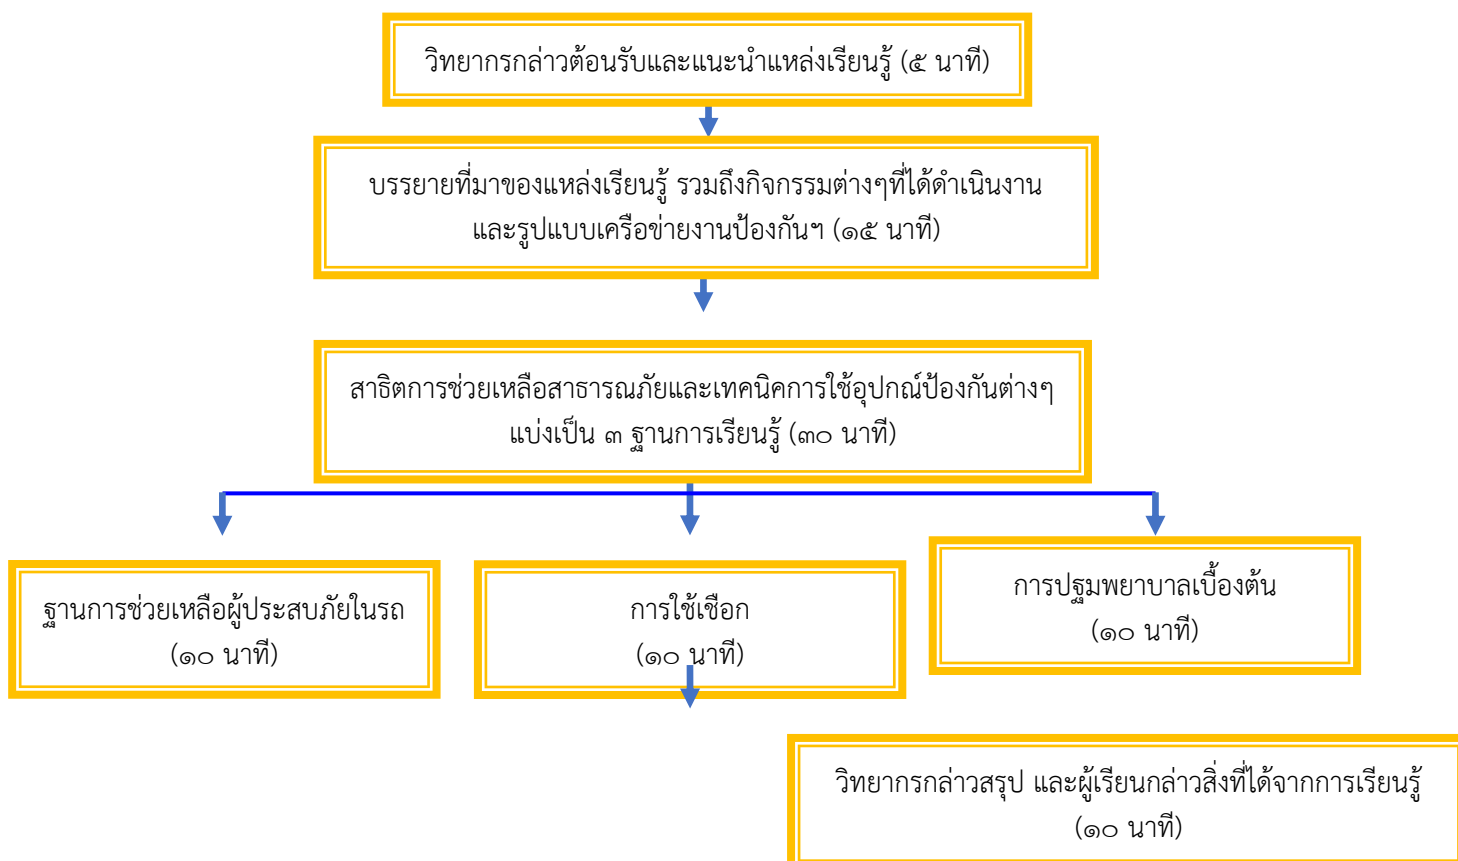 วิทยากรกล่าวต้อนรับและแนะนำแหล่งเรียนรู้ (๕ นาที)
บรรยายที่มาของแหล่งเรียนรู้ รวมถึงกิจกรรมต่างๆที่ได้ดำเนินงาน
และรูปแบบเครือข่ายงานป้องกันฯ (๑๕ นาที)
สาธิตการช่วยเหลือสาธารณภัยและเทคนิคการใช้อุปกณ์ป้องกันต่างๆ
แบ่งเป็น ๓ ฐานการเรียนรู้ (๓๐ นาที)
ฐานการช่วยเหลือผู้ประสบภัยในรถ
(๑๐ นาที)
การใช้เชือก
(๑๐ นาที)
การปฐมพยาบาลเบื้องต้น
(๑๐ นาที)
วิทยากรกล่าวสรุป และผู้เรียนกล่าวสิ่งที่ได้จากการเรียนรู้
(๑๐ นาที)